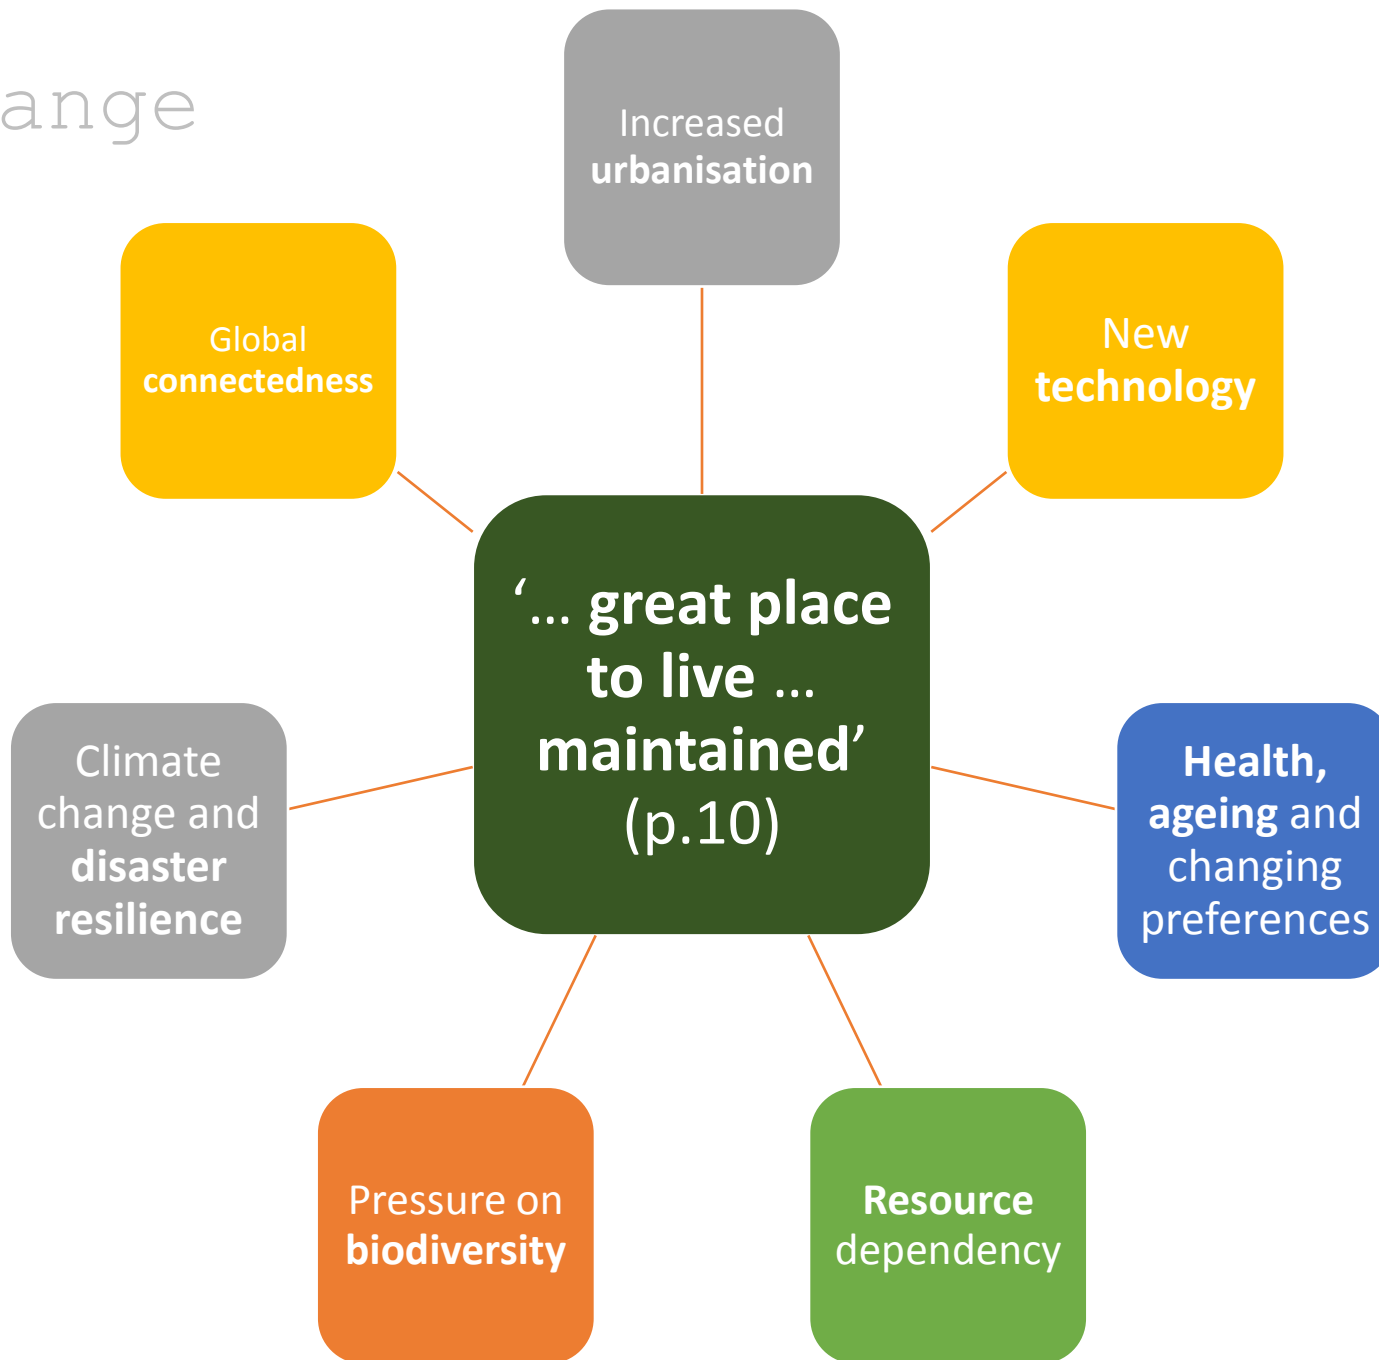 ange
Increased
urbanisation
Global
connectedness
New
technology
‘... great place
to live ...
maintained’
(p.10)
Climate
change and
disaster
resilience
Health,
ageing and
changing
preferences
Pressure on
biodiversity
Resource
dependency